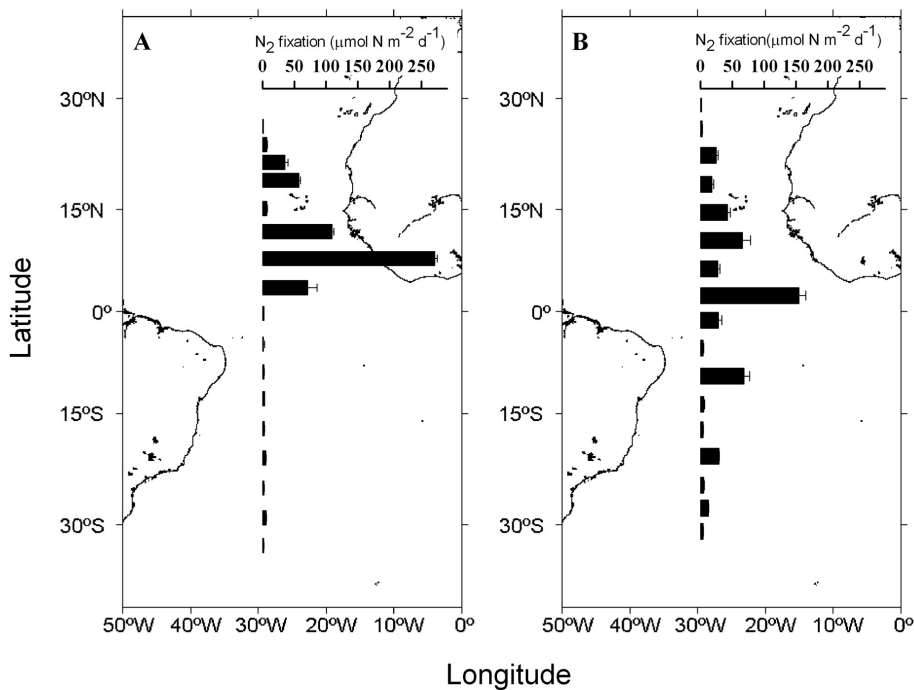 A
N2 fixation (μmol N m-2 d-1)
0 50 100 150 200 250
B
N2 fixation(μmol N m-2 d-1)
0 50 100 150 200 250
30ºN
15ºN
0º
15ºS
30ºS
30ºN
15ºN
0º
15ºS
30ºS
Latitude
50ºW 40ºW 30ºW 20ºW 10ºW 0º
50ºW 40ºW 30ºW 20ºW 10ºW 0º
Longitude